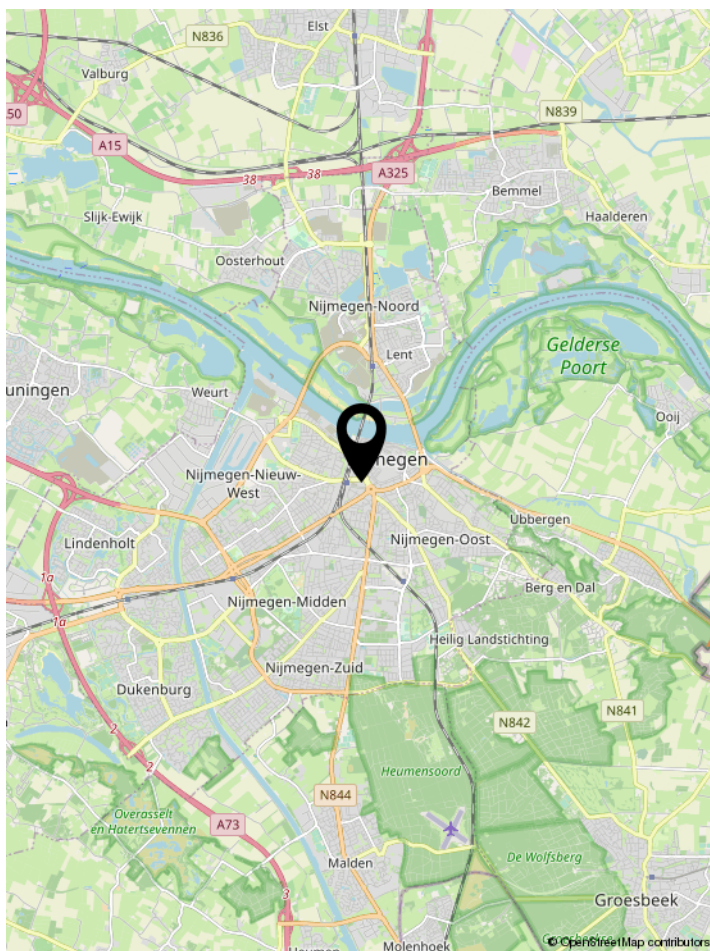 Elst
N836
Valburg
50
N839
A15
38
38
A325
Bemmel
Slijk-Ewijk
Haalderen
Oosterhout
Nijmegen-Noord
Gelderse
Poort
Lent
uningen
Weurt
Ooij
megen
Nijmegen-Nieuw-
West
Ubbergen
Lindenholt
Nijmegen-Oost
1a
Berg en Dal
1a
Nijmegen-Midden
Heilig Landstichting
Nijmegen-Zuid
Dukenburg
N841
N842
2
2
Heumensoord
N844
Overasselt
en Hatertsevennen
A73
De Wolfsberg
Malden
3
Groesbeek
Molenhoek
© OpenStreetMap contributors